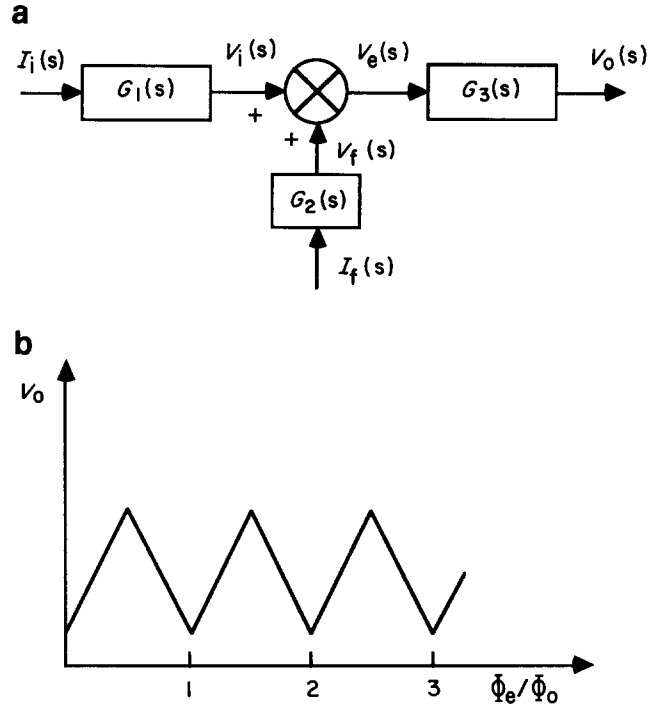 a
I_i(s)
G_1(s)
V_i(s)
V_e(s)
G_3(s)
V_o(s)
+
+
V_f(s)
G_2(s)
I_f(s)
b
V_o
1
2
3
Φ_e/Φ_o